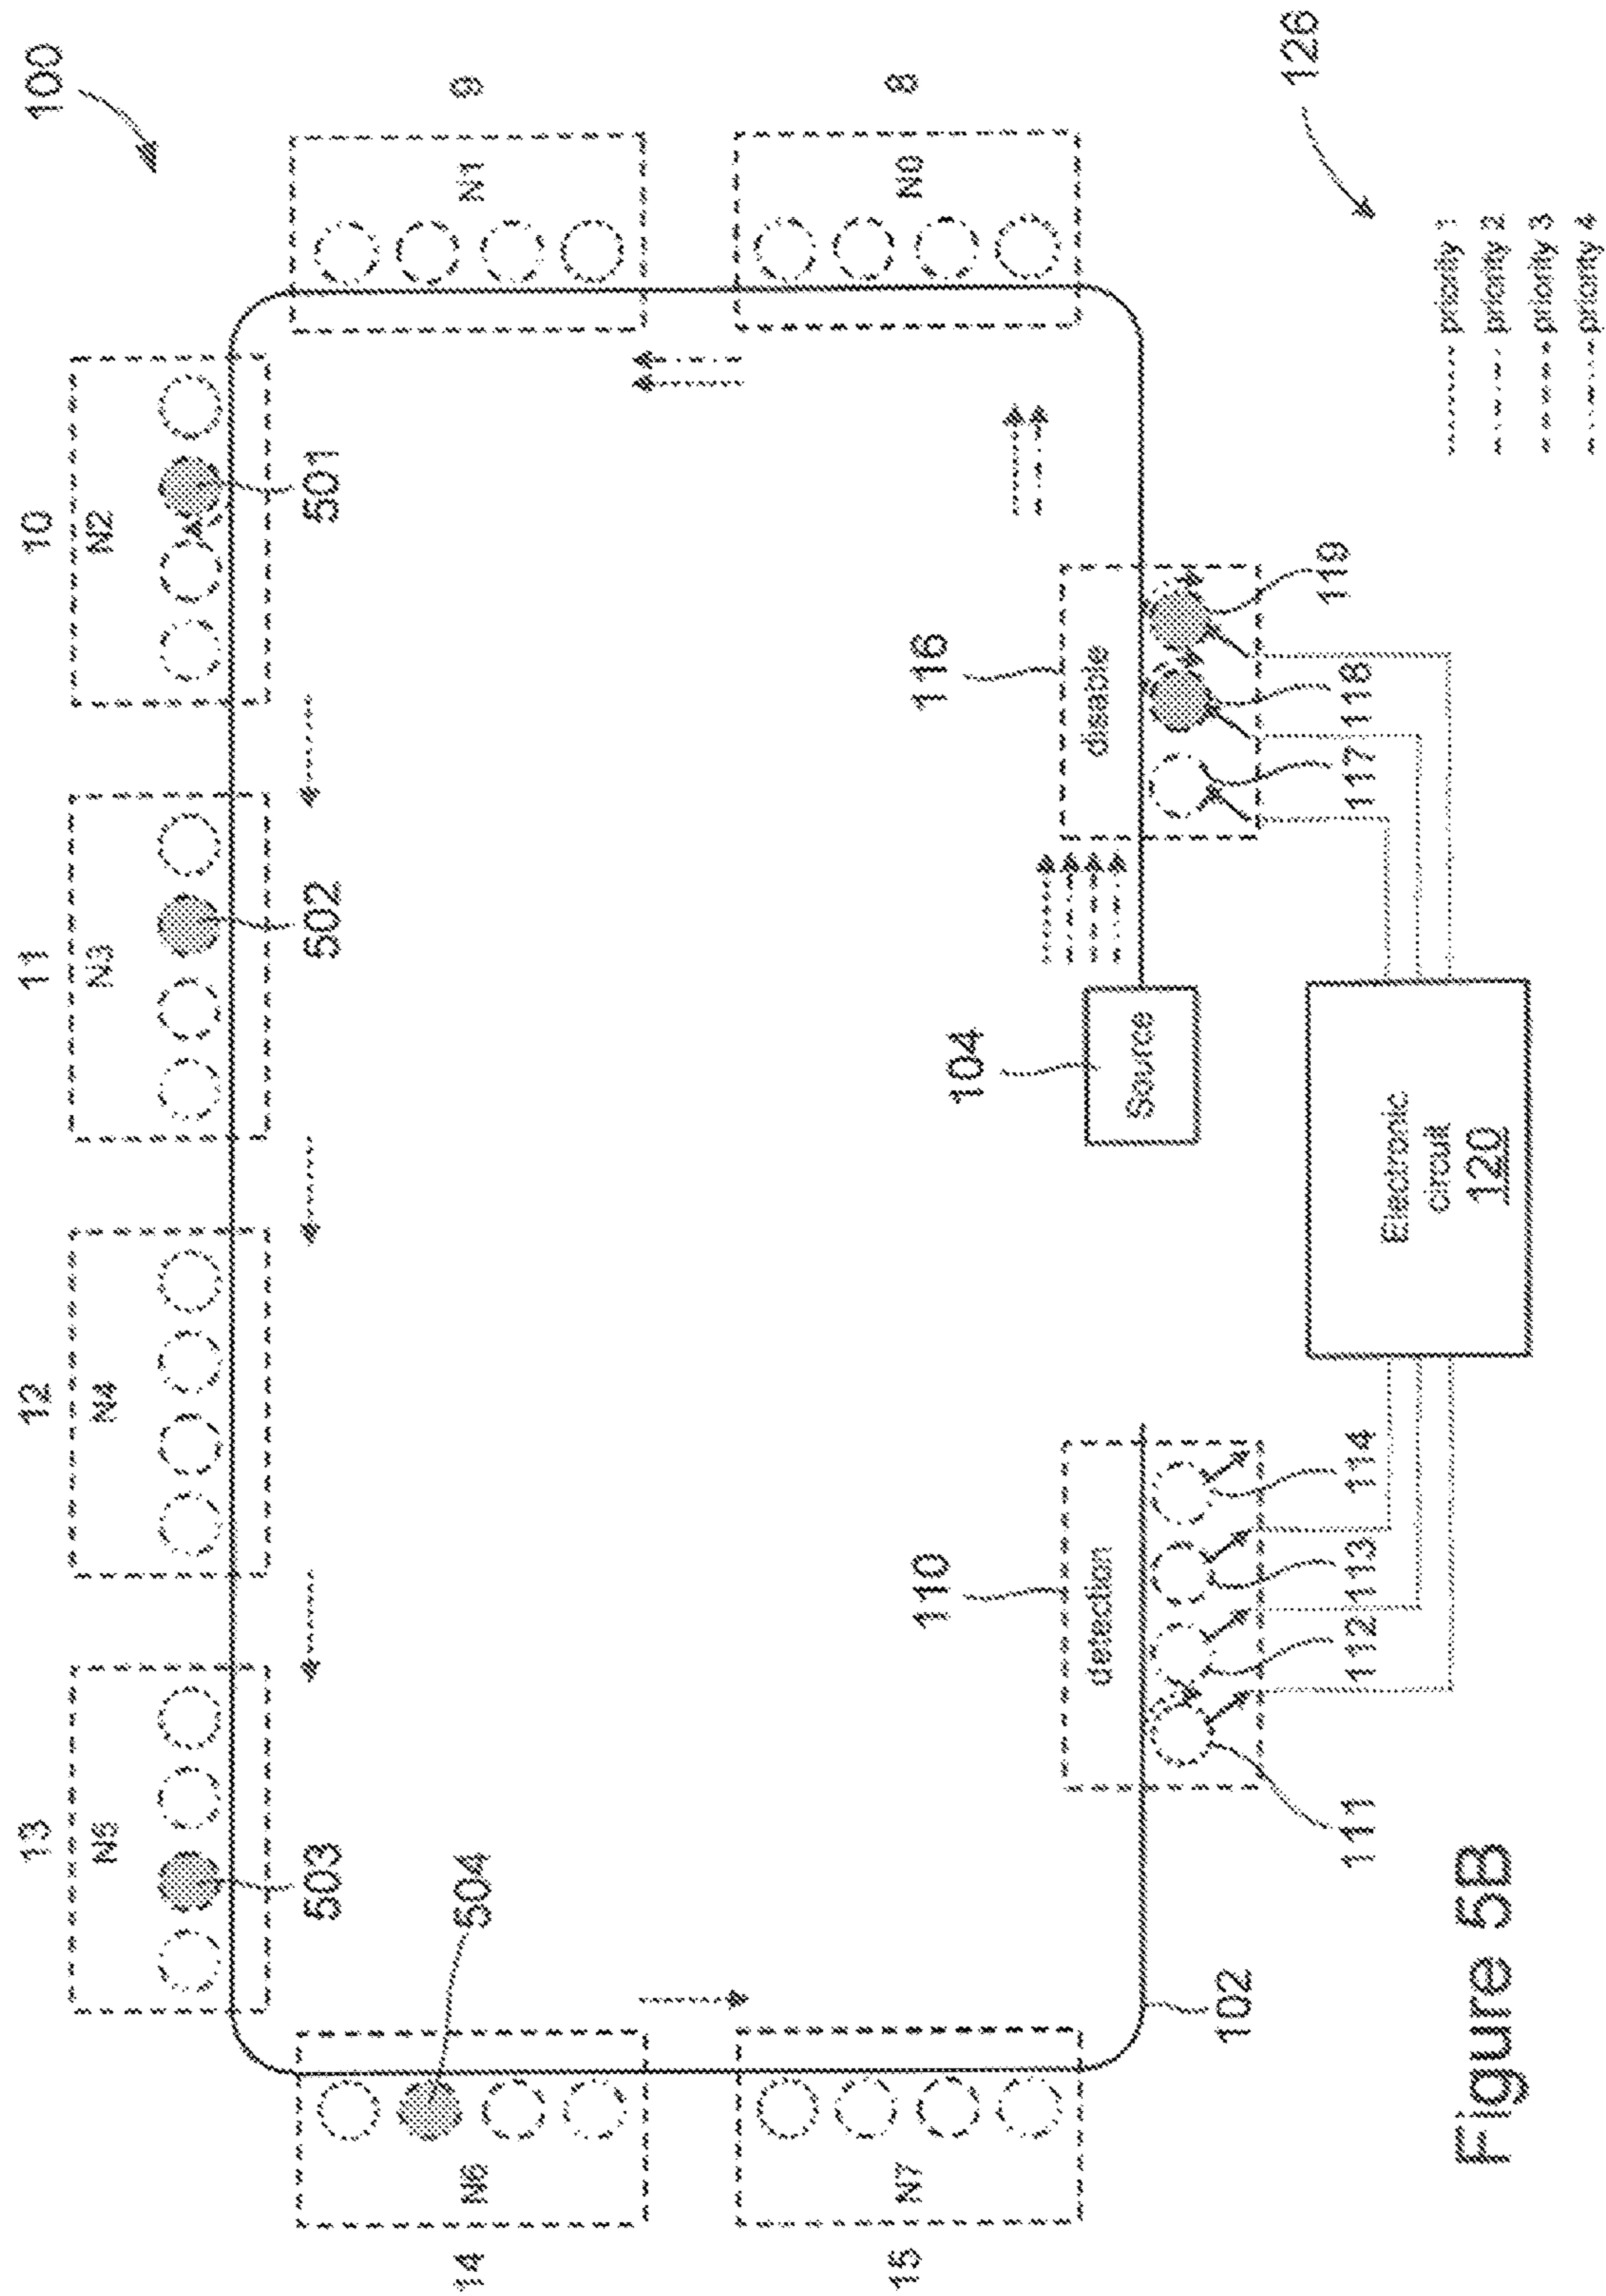 100
13
12
11
10
N5
N4
N3
N2
503
502
501
14
N6
504
N1
9
15
N7
N0
8
110
104
116
detection
Source
disable
102
111
112
113
114
117
118
119
Electronic
circuit
120
126
priority 1
priority 2
priority 3
priority 4
Figure 5B